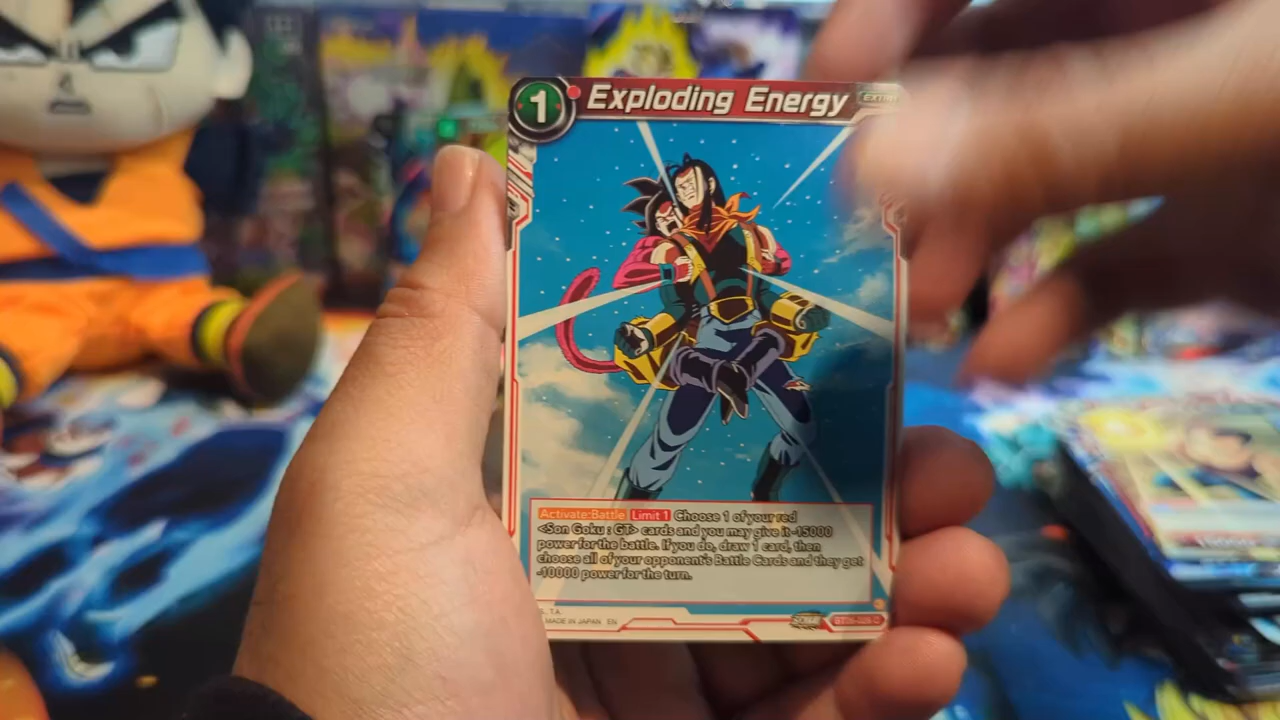 1 Exploding Energy EXTRA
Activate:Battle Limit 1 Choose 1 of your red
<Son Goku : GT> cards and you may give it -15000
power for the battle. If you do, draw 1 card, then
choose all of your opponent's Battle Cards and they get
-10000 power for the turn.
S, T.A.
MADE IN JAPAN EN